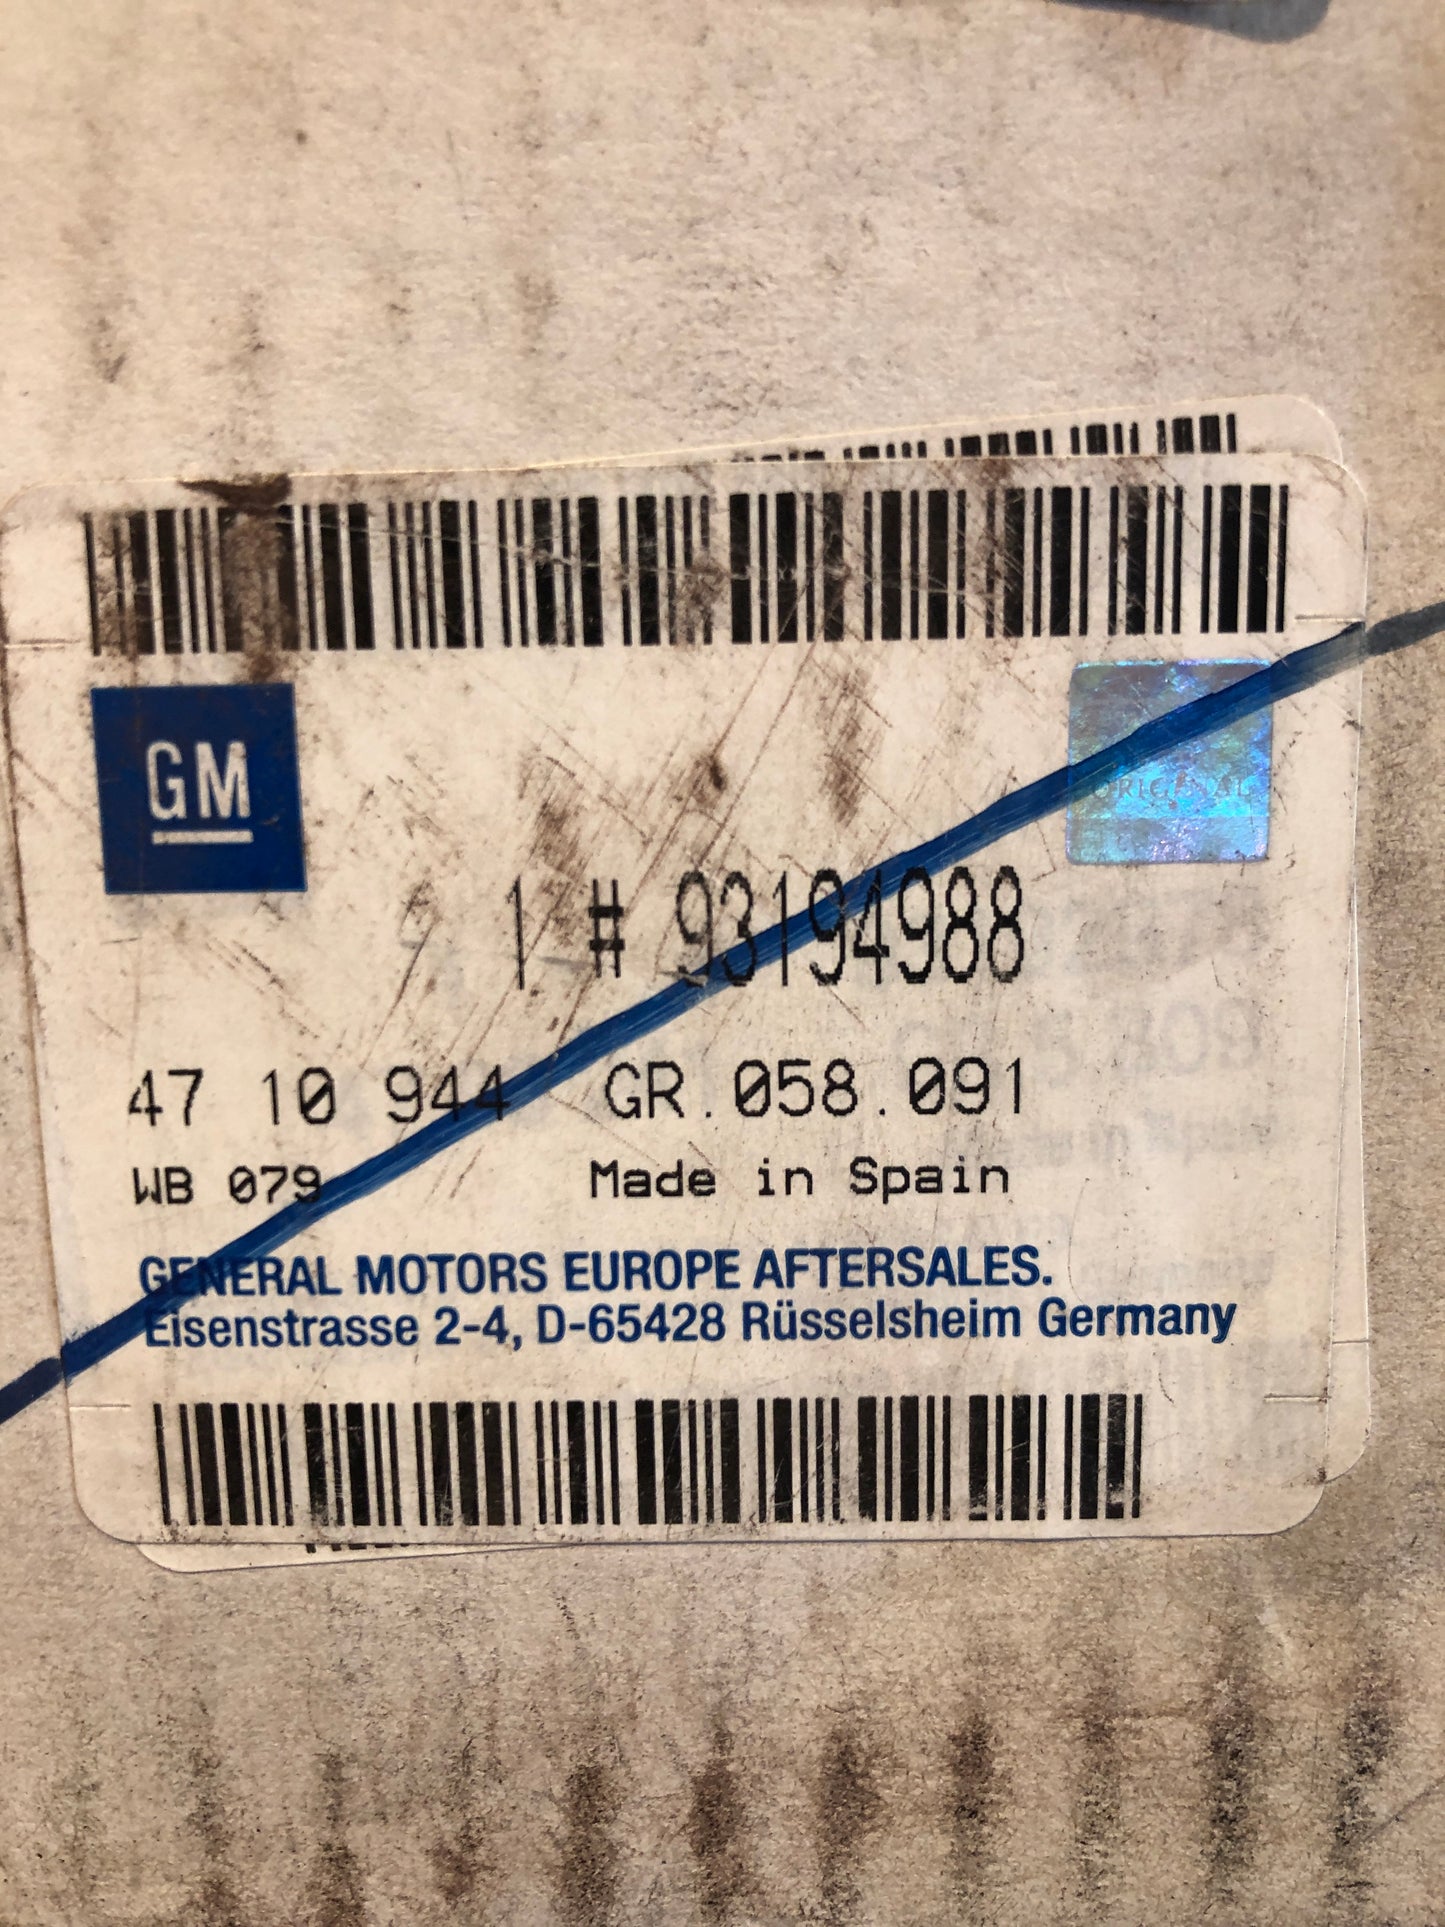 GM
ORIGINAL
1 # 93194988
47 10 944 GR.058.091
WB 079 Made in Spain
GENERAL MOTORS EUROPE AFTERSALES.
Eisenstrasse 2-4, D-65428 Rüsselsheim Germany